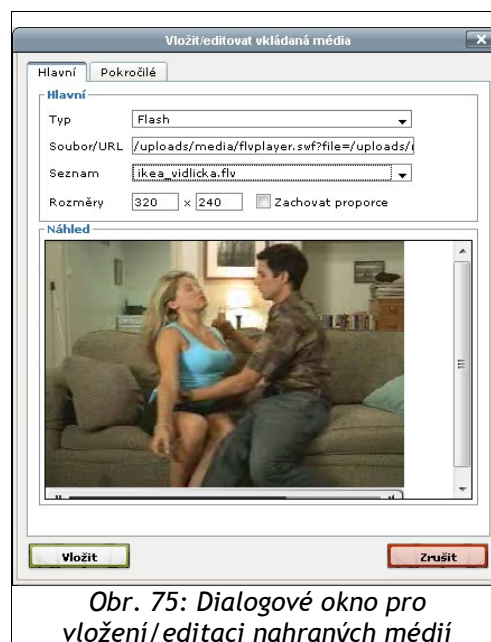 Vložit/editovat vkládaná média
Hlavní Pokročilé
Hlavní
Typ Flash
Soubor/URL /uploads/media/flvplayer.swf?file=/uploads/
Seznam ikea_vidlicka.flv
Rozměry 320 x 240 Zachovat proporce
Náhled
Vložit Zrušit
Obr. 75: Dialogové okno pro
vložení/editaci nahraných médií